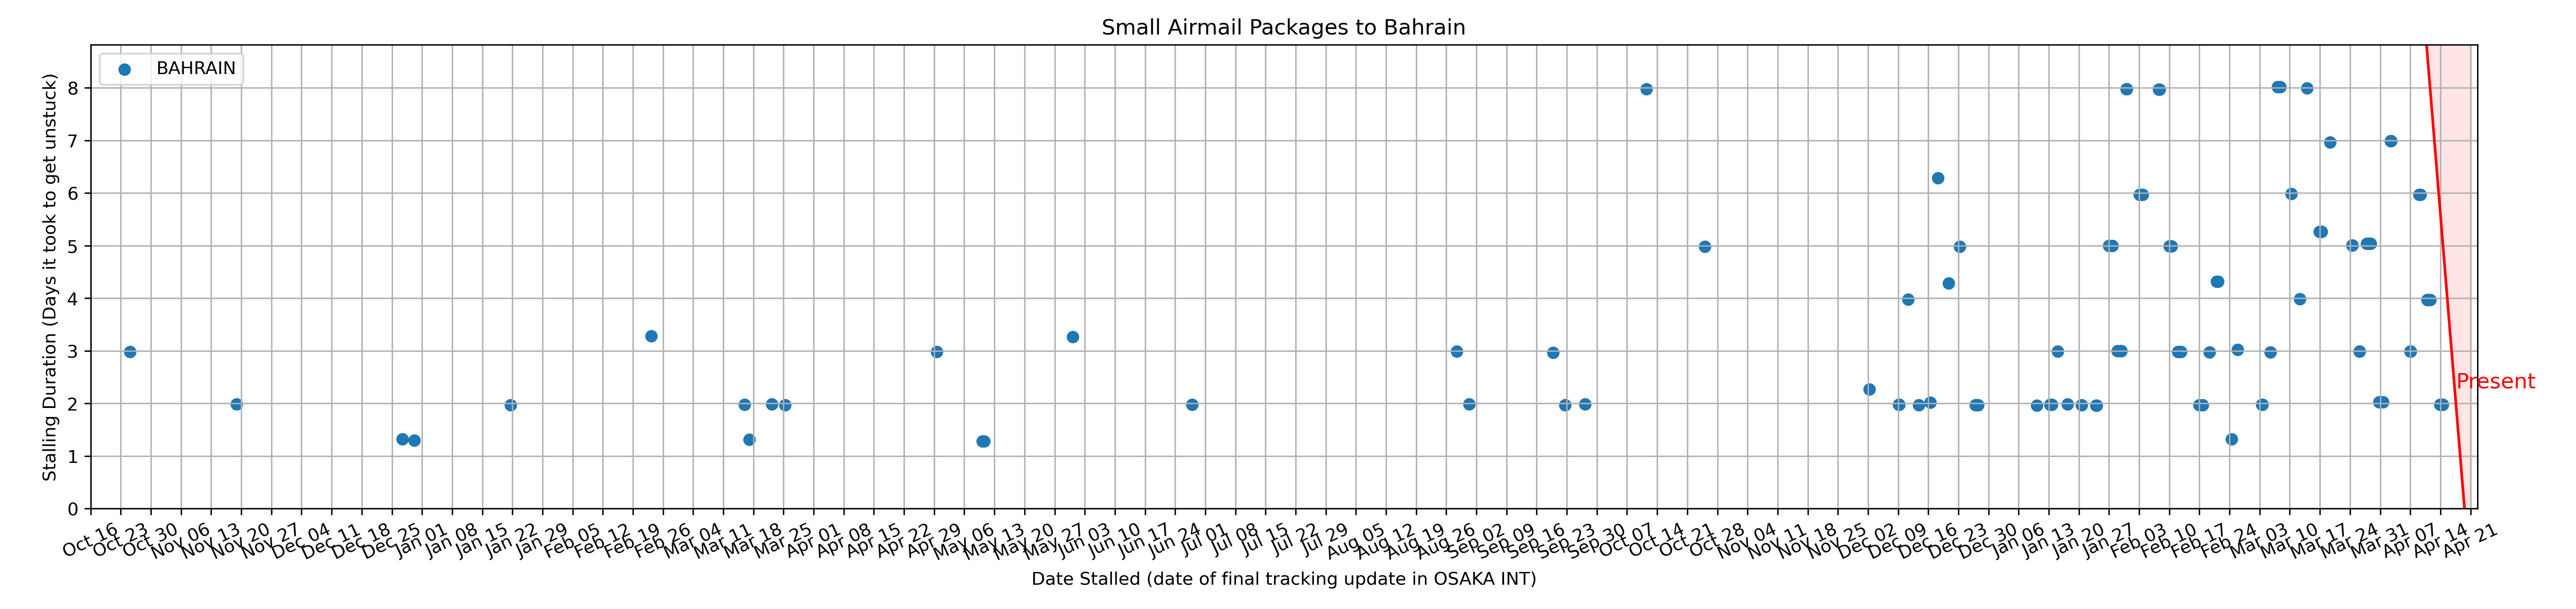 Small Airmail Packages to Bahrain
BAHRAIN
Stalling Duration (Days it took to get unstuck)
8
7
6
5
4
3
2
1
0
Present
Oct 16 Oct 23 Oct 30 Nov 06 Nov 13 Nov 20 Nov 27 Dec 04 Dec 11 Dec 18 Dec 25 Jan 01 Jan 08 Jan 15 Jan 22 Jan 29 Feb 05 Feb 12 Feb 19 Feb 26 Mar 04 Mar 11 Mar 18 Mar 25 Apr 01 Apr 08 Apr 15 Apr 22 Apr 29 May 06 May 13 May 20 May 27 Jun 03 Jun 10 Jun 17 Jun 24 Jul 01 Jul 08 Jul 15 Jul 22 Jul 29 Aug 05 Aug 12 Aug 19 Aug 26 Sep 02 Sep 09 Sep 16 Sep 23 Sep 30 Oct 07 Oct 14 Oct 21 Oct 28 Nov 04 Nov 11 Nov 18 Nov 25 Dec 02 Dec 09 Dec 16 Dec 23 Dec 30 Jan 06 Jan 13 Jan 20 Jan 27 Feb 03 Feb 10 Feb 17 Feb 24 Mar 03 Mar 10 Mar 17 Mar 24 Mar 31 Apr 07 Apr 14 Apr 21
Date Stalled (date of final tracking update in OSAKA INT)